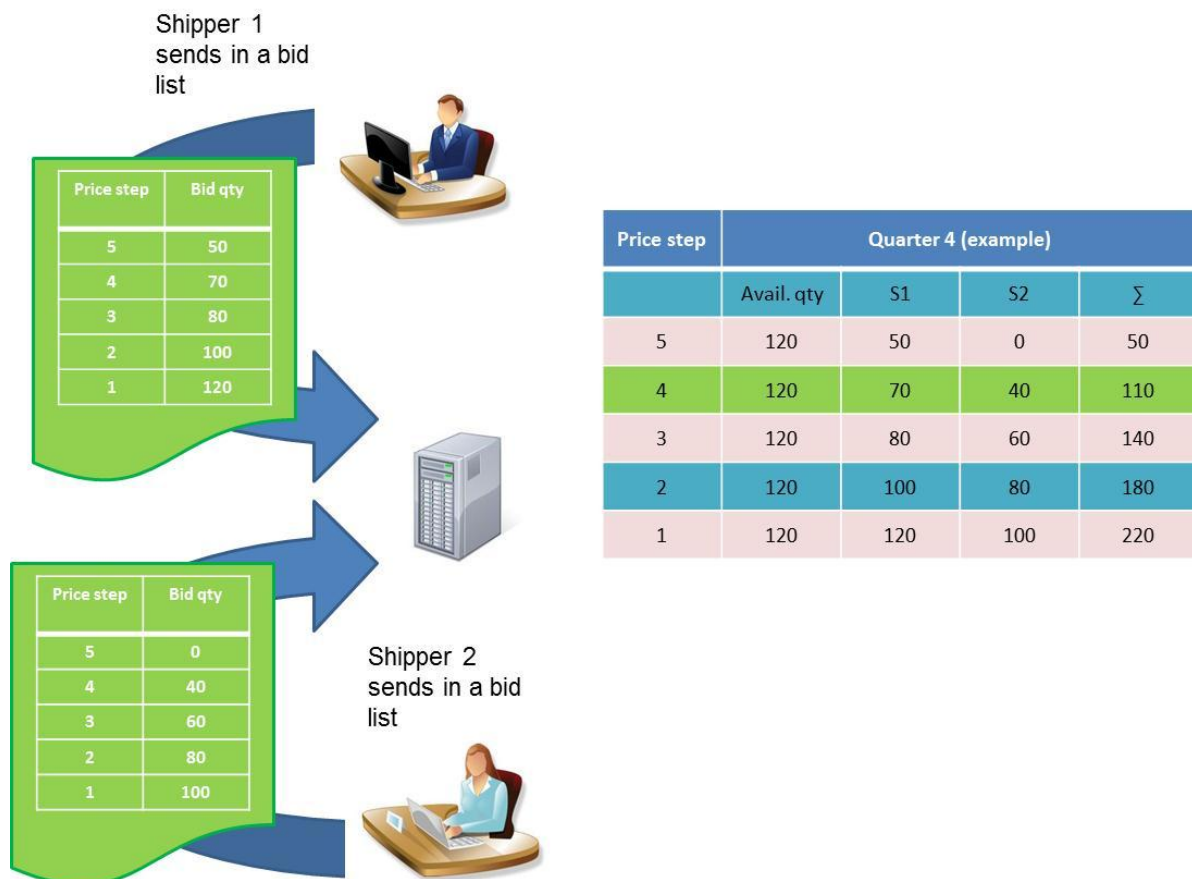 Shipper 1
sends in a bid
list
Price step Bid qty
5 50
4 70
3 80
2 100
1 120
Price step Bid qty
5 0
4 40
3 60
2 80
1 100
Shipper 2
sends in a bid
list
Price step Quarter 4 (example)
Avail. qty S1 S2 ∑
5 120 50 0 50
4 120 70 40 110
3 120 80 60 140
2 120 100 80 180
1 120 120 100 220